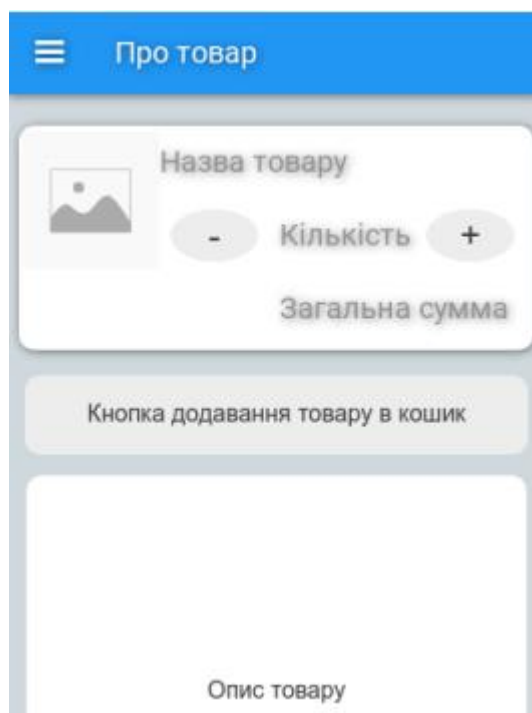 Про товар
Назва товару
- Кількість +
Загальна сумма
Кнопка додавання товару в кошик
Опис товару